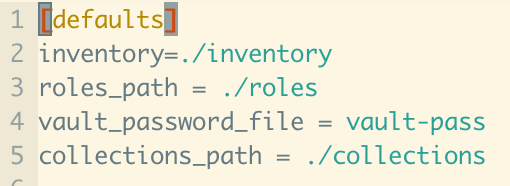 1 [defaults]
2 inventory=./inventory
3 roles_path = ./roles
4 vault_password_file = vault-pass
5 collections_path = ./collections